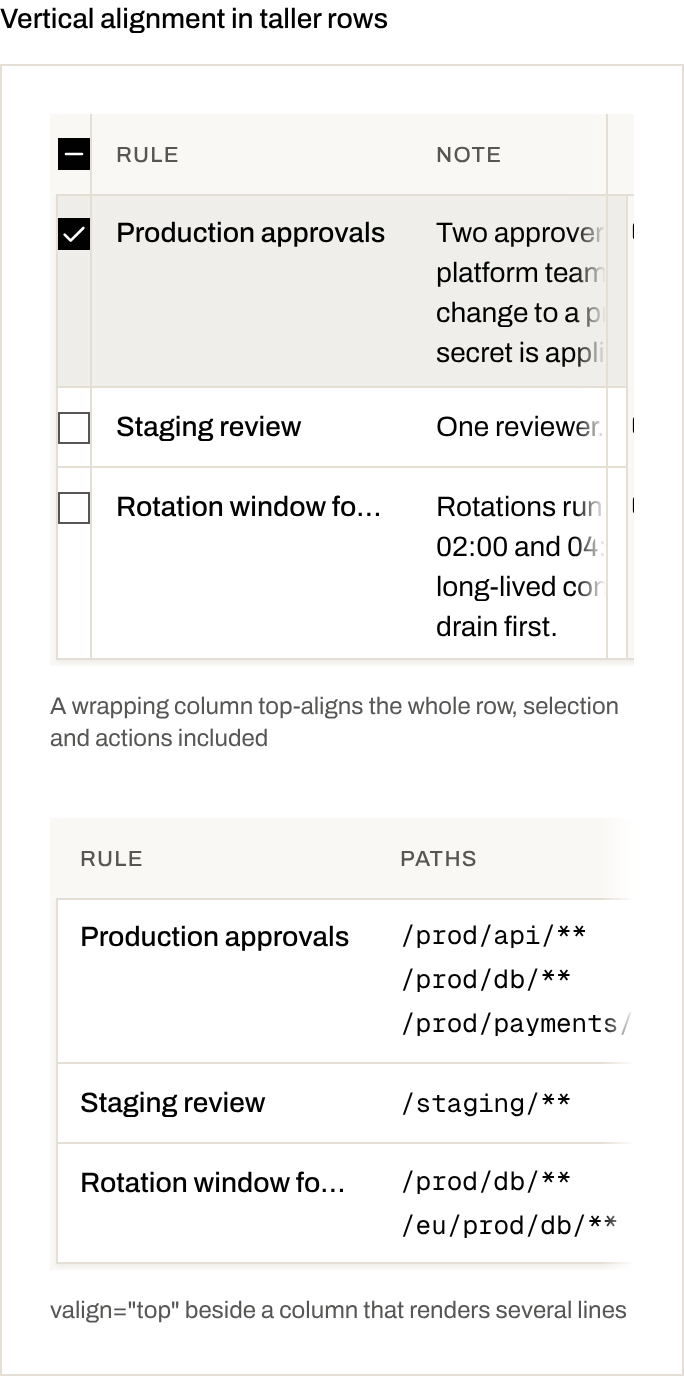 Vertical alignment in taller rows
RULE NOTE
Production approvals Two approver
platform team
change to a p
secret is appli
Staging review One reviewer.
Rotation window fo... Rotations run
02:00 and 04:
long-lived con
drain first.
A wrapping column top-aligns the whole row, selection
and actions included
RULE PATHS
Production approvals /prod/api/**
/prod/db/**
/prod/payments/
Staging review /staging/**
Rotation window fo... /prod/db/**
/eu/prod/db/**
valign="top" beside a column that renders several lines